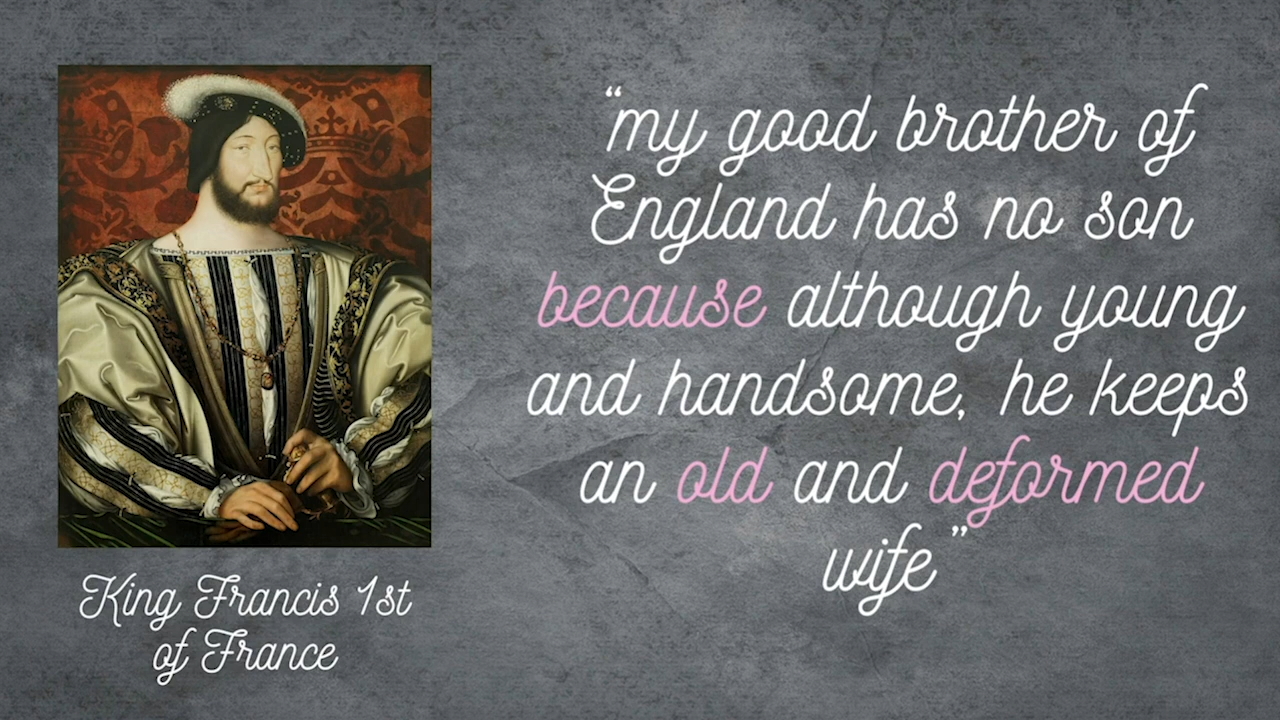 "my good brother of
England has no son
because although young
and handsome, he keeps
an old and deformed
wife"
King Francis 1st
of France